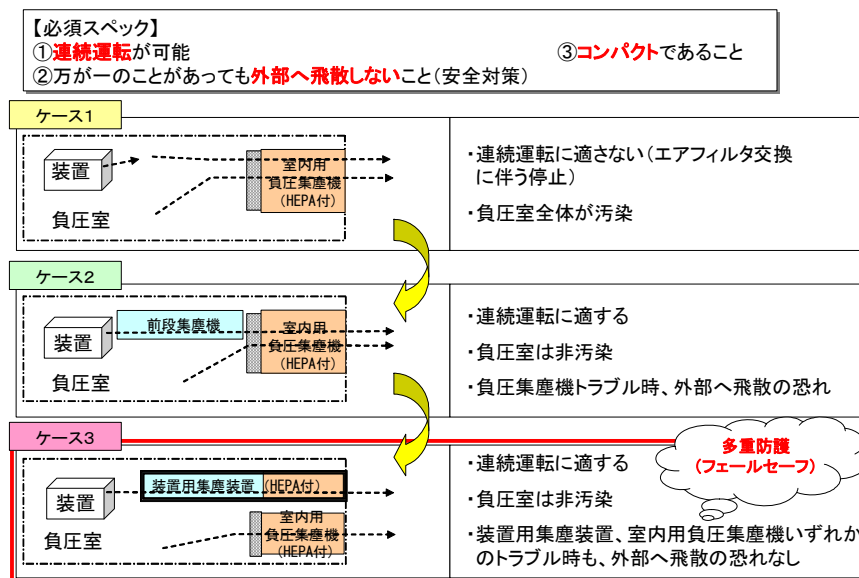 【必須スペック】
①連続運転が可能 ③コンパクトであること
②万が一のことがあっても外部へ飛散しないこと(安全対策)
ケース1
装置
負圧室
室内用
負圧集塵機
(HEPA付)
・連続運転に適さない(エアフィルタ交換
に伴う停止)
・負圧室全体が汚染
ケース2
装置
負圧室
前段集塵機
室内用
負圧集塵機
(HEPA付)
・連続運転に適する
・負圧室は非汚染
・負圧集塵機トラブル時、外部へ飛散の恐れ
ケース3
装置
負圧室
装置用集塵装置 (HEPA付)
室内用
負圧集塵機
(HEPA付)
多重防護
(フェールセーフ)
・連続運転に適する
・負圧室は非汚染
・装置用集塵装置、室内用負圧集塵機いずれか
のトラブル時も、外部へ飛散の恐れなし